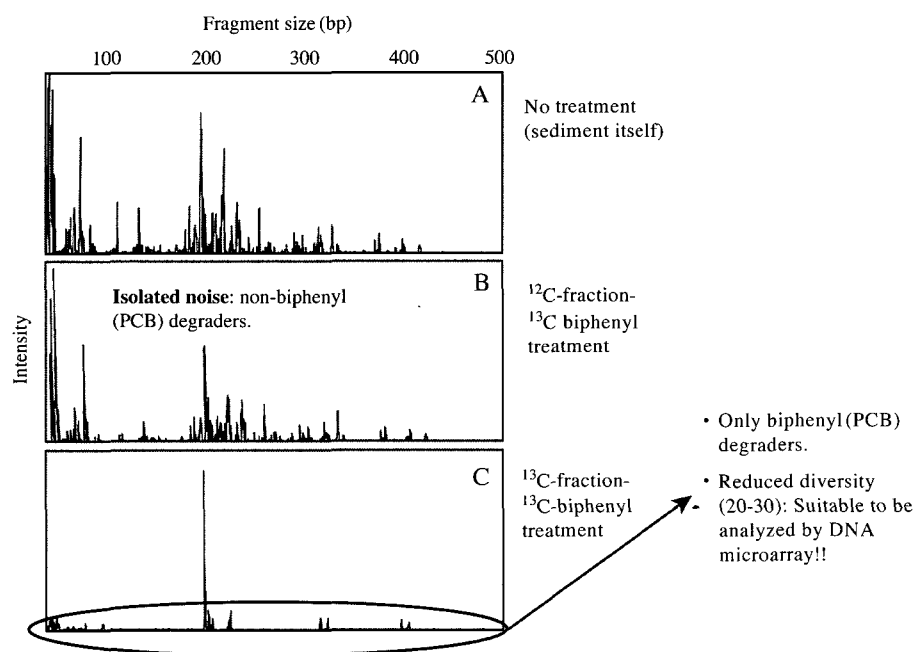 Fragment size (bp)
100 200 300 400 500
A
No treatment
(sediment itself)
Intensity
B
Isolated noise: non-biphenyl
(PCB) degraders.
¹²C-fraction-
¹³C biphenyl
treatment
C
¹³C-fraction-
¹³C-biphenyl
treatment
• Only biphenyl (PCB)
degraders.
• Reduced diversity
(20-30): Suitable to be
analyzed by DNA
microarray!!